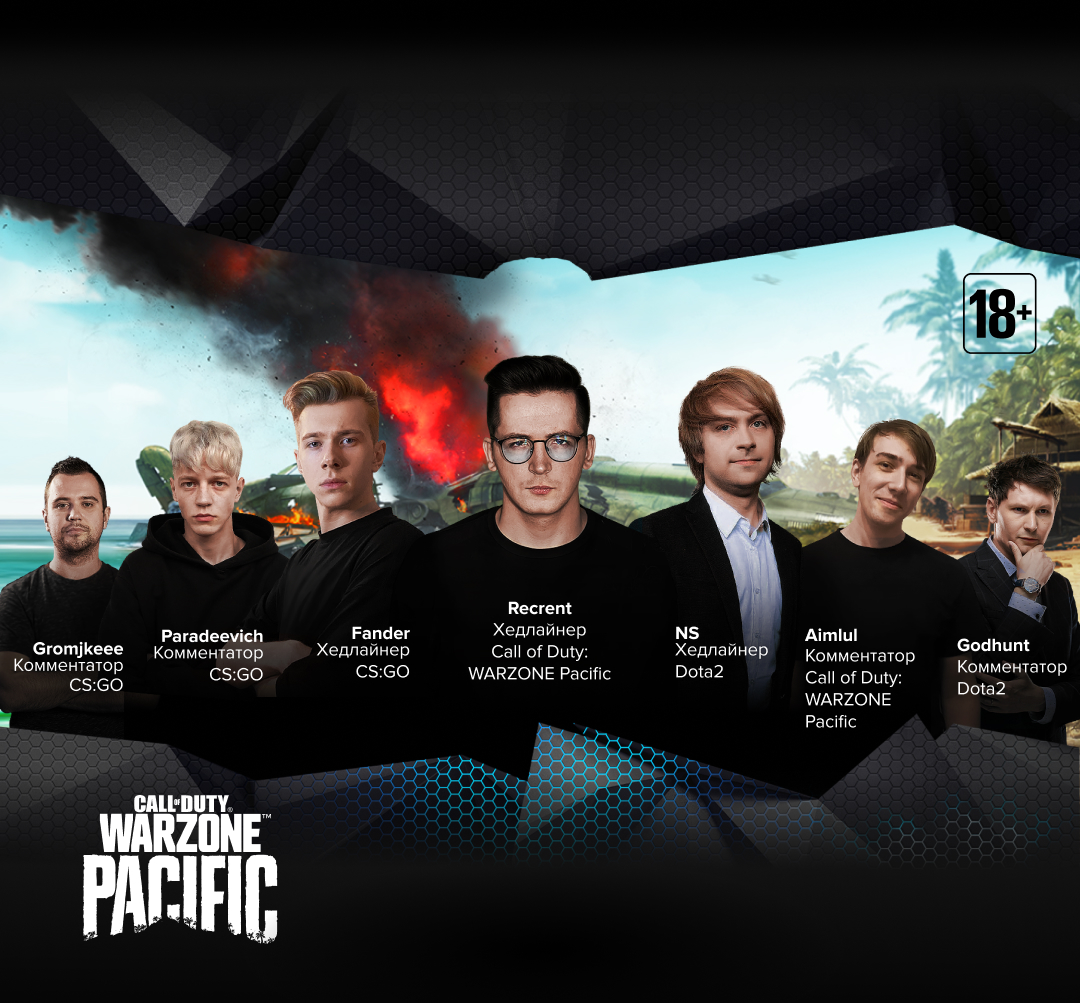 18+
Gromjkeee
Комментатор
CS:GO
Paradeevich
Комментатор
CS:GO
Fander
Хедлайнер
CS:GO
Recrent
Хедлайнер
Call of Duty:
WARZONE Pacific
NS
Хедлайнер
Dota2
Aimlul
Комментатор
Call of Duty:
WARZONE
Pacific
Godhunt
Комментатор
Dota2
CALL OF DUTY®
WARZONE™
PACIFIC